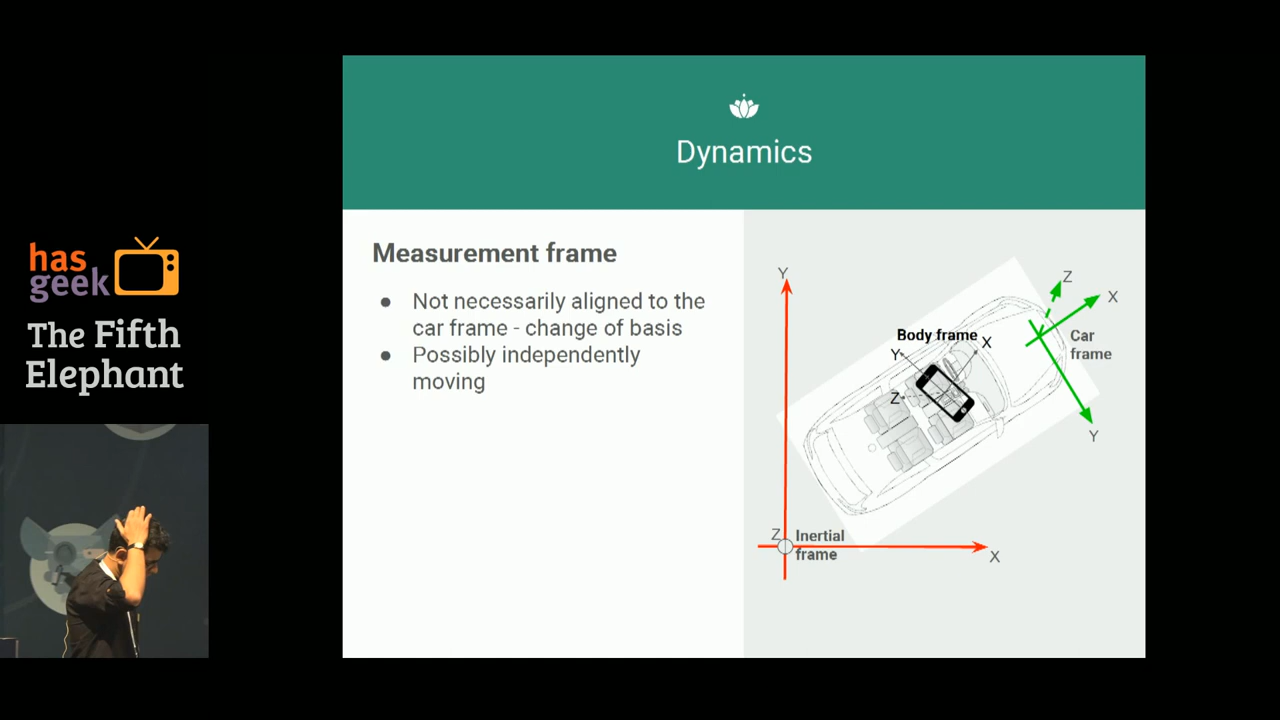 has
geek
The Fifth
Elephant
Dynamics
Measurement frame
● Not necessarily aligned to the
car frame - change of basis
● Possibly independently
moving
Y
Z
X
Body frame
X
Y
Car
frame
Z
Y
Z
Inertial
frame
X